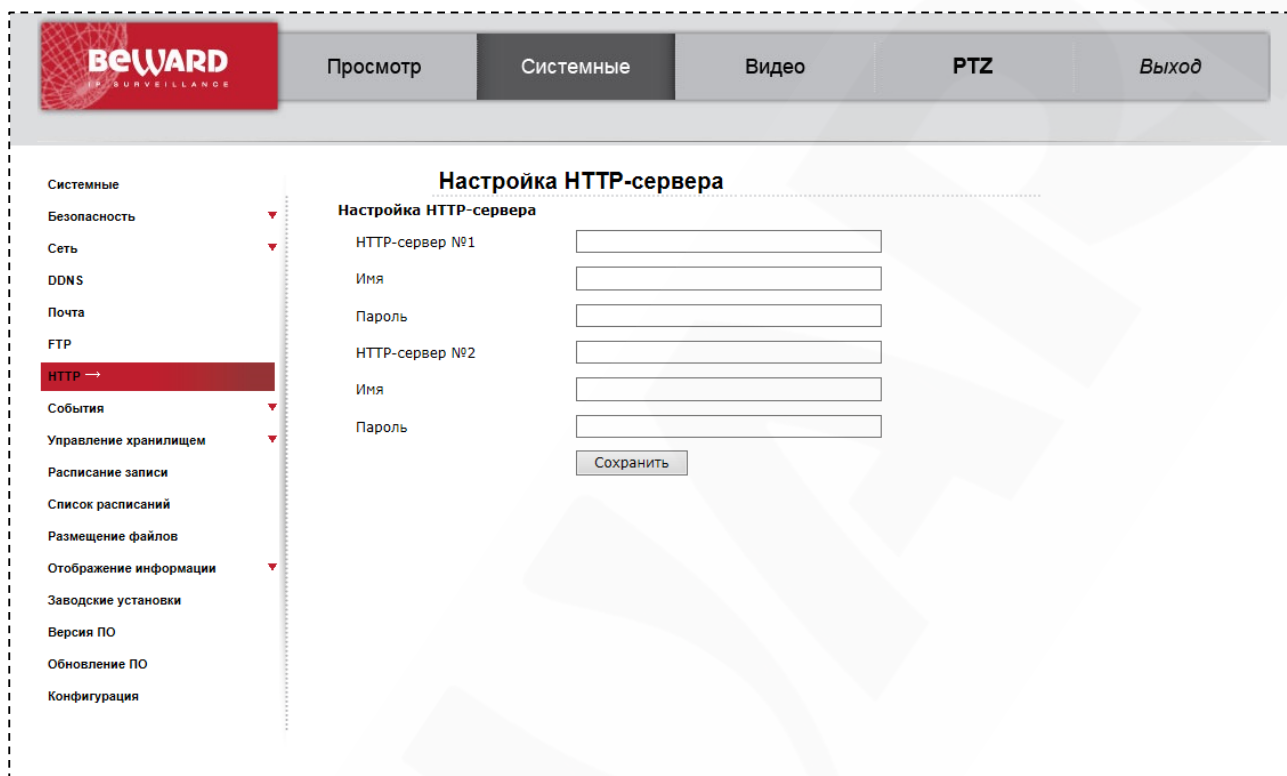 BEWARD
IP SURVEILLANCE
Просмотр
Системные
Видео
PTZ
Выход
Системные
Безопасность
Сеть
DDNS
Почта
FTP
HTTP →
События
Управление хранилищем
Расписание записи
Список расписаний
Размещение файлов
Отображение информации
Заводские установки
Версия ПО
Обновление ПО
Конфигурация
Настройка HTTP-сервера
Настройка HTTP-сервера
HTTP-сервер №1
Имя
Пароль
HTTP-сервер №2
Имя
Пароль
Сохранить